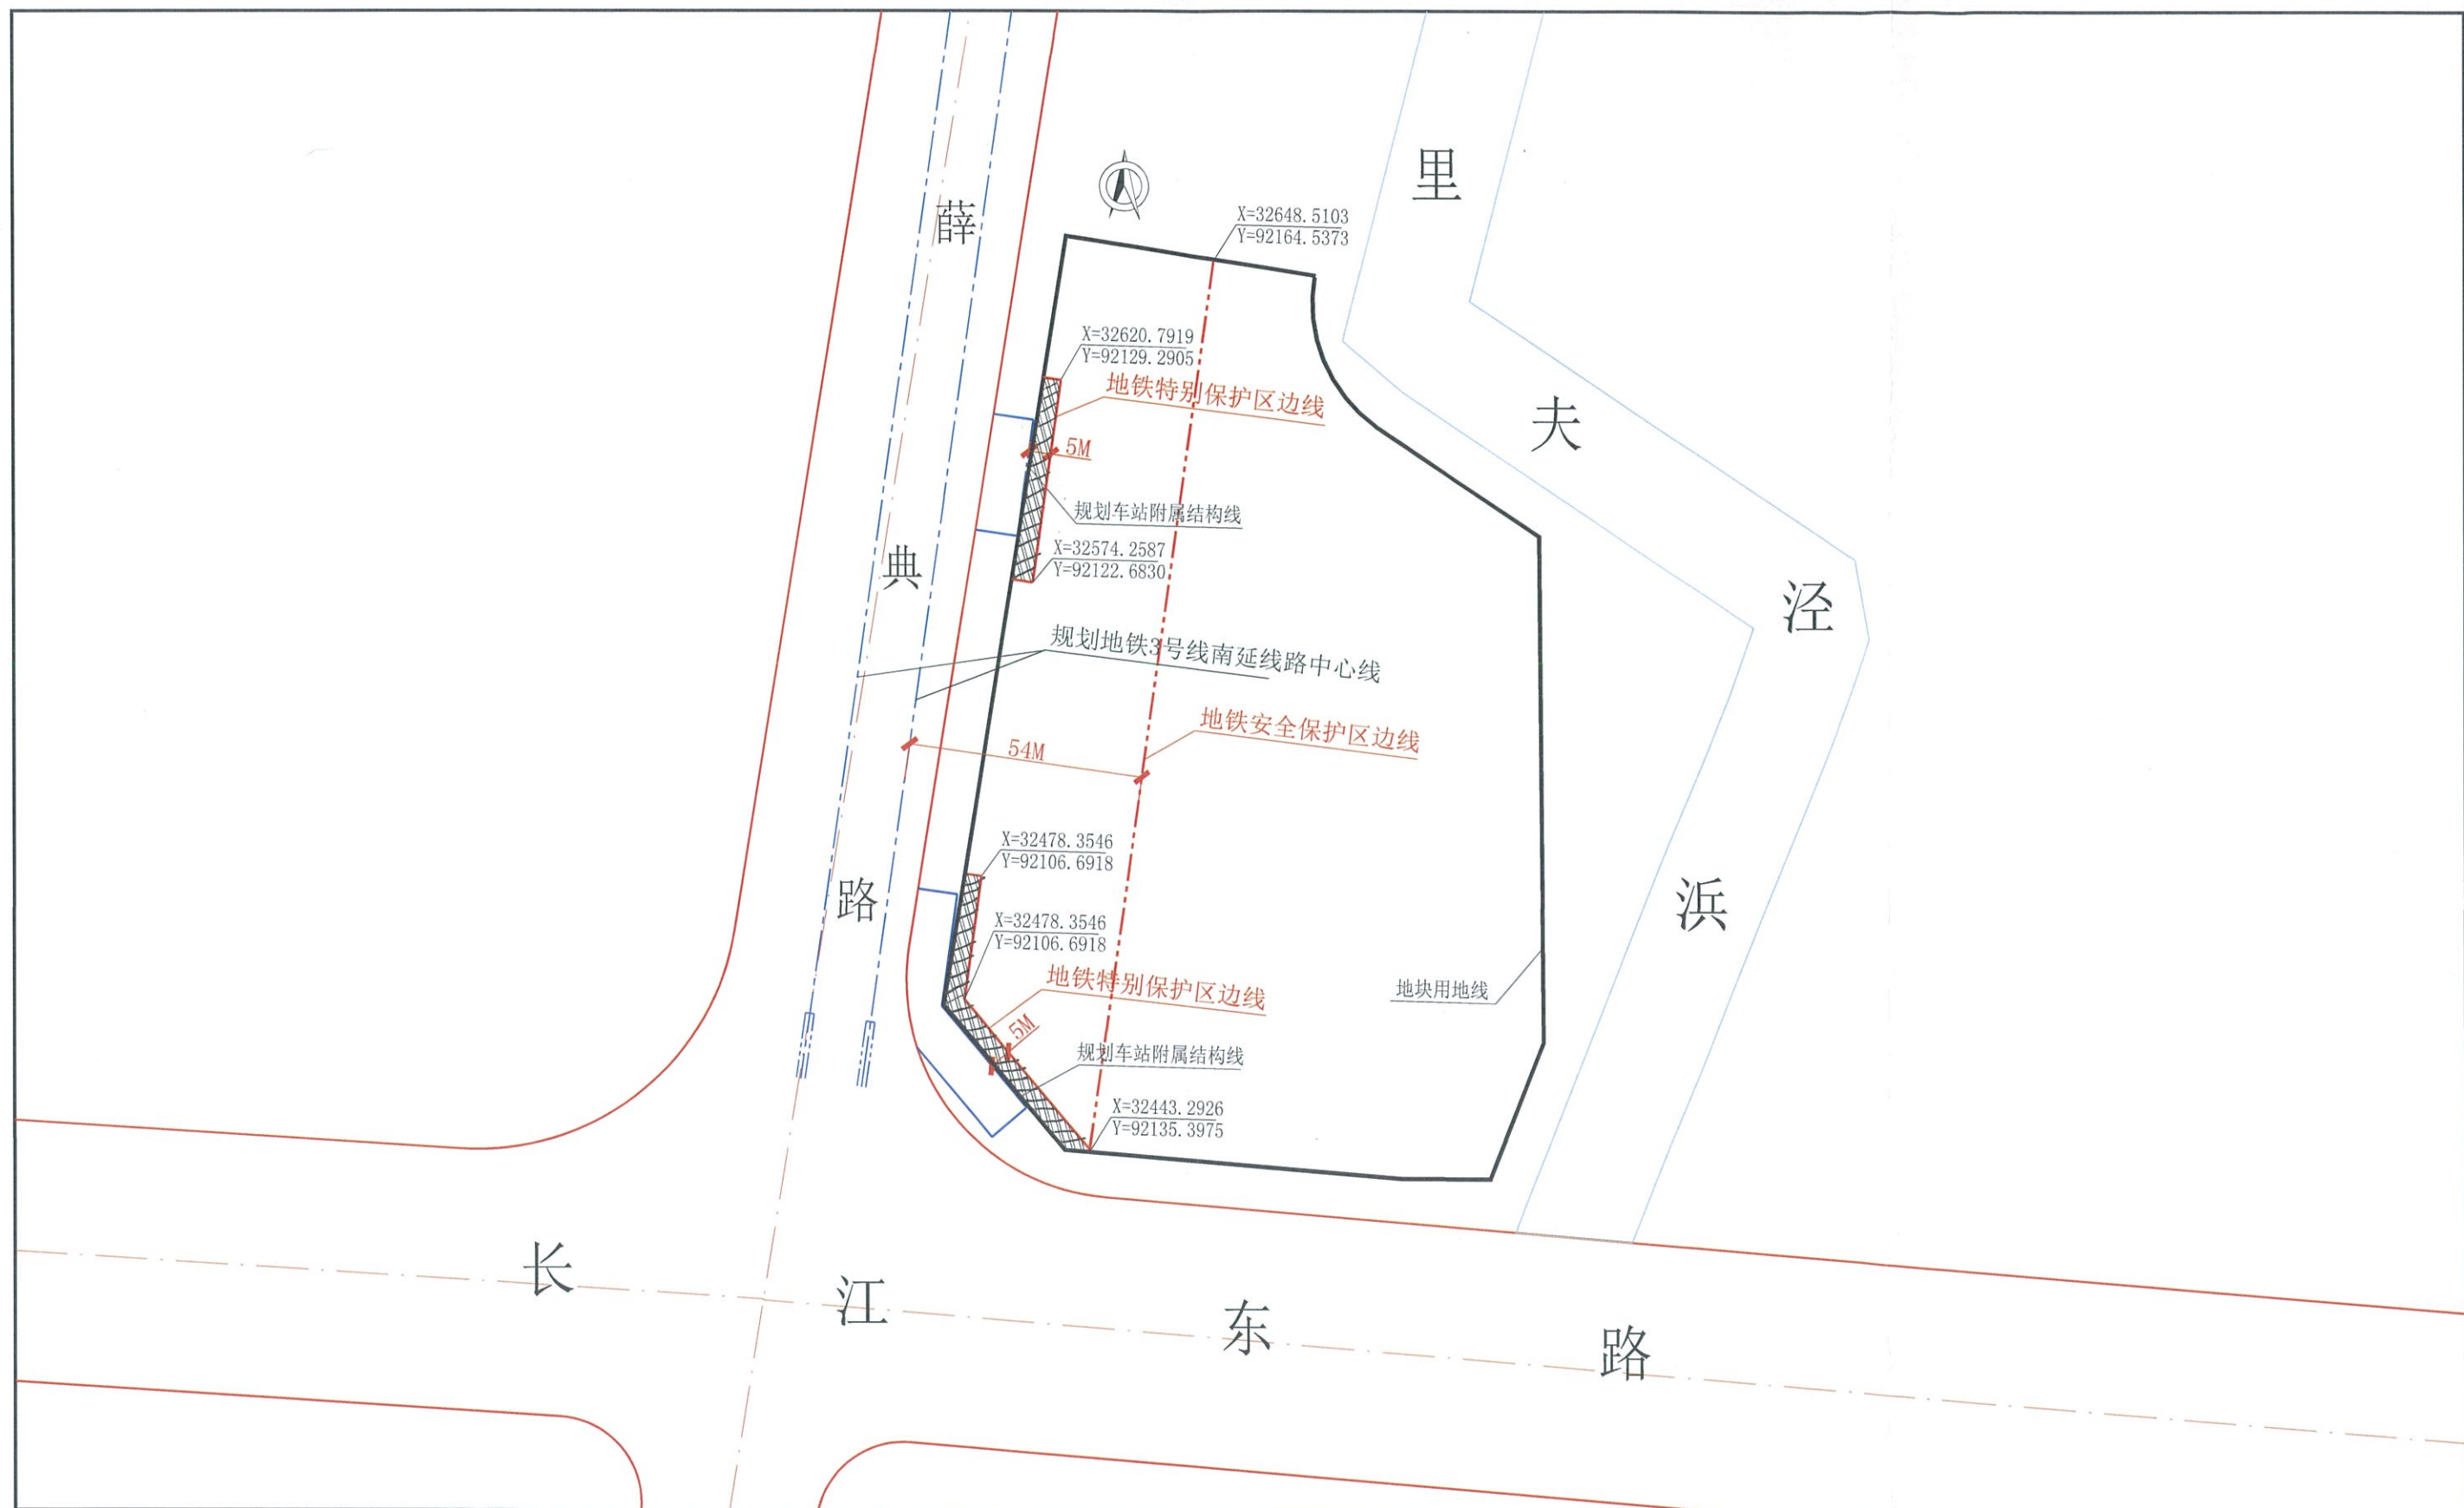 里
薛
X=32648.5103
Y=92164.5373
X=32620.7919
Y=92129.2905
地铁特别保护区边线
夫
5M
规划车站附属结构线
X=32574.2587
Y=92122.6830
典
泾
规划地铁3号线南延线路中心线
地铁安全保护区边线
54M
X=32478.3546
Y=92106.6918
路
浜
X=32478.3546
Y=92106.6918
地铁特别保护区边线
地块用地线
5M
规划车站附属结构线
X=32443.2926
Y=92135.3975
长江东路